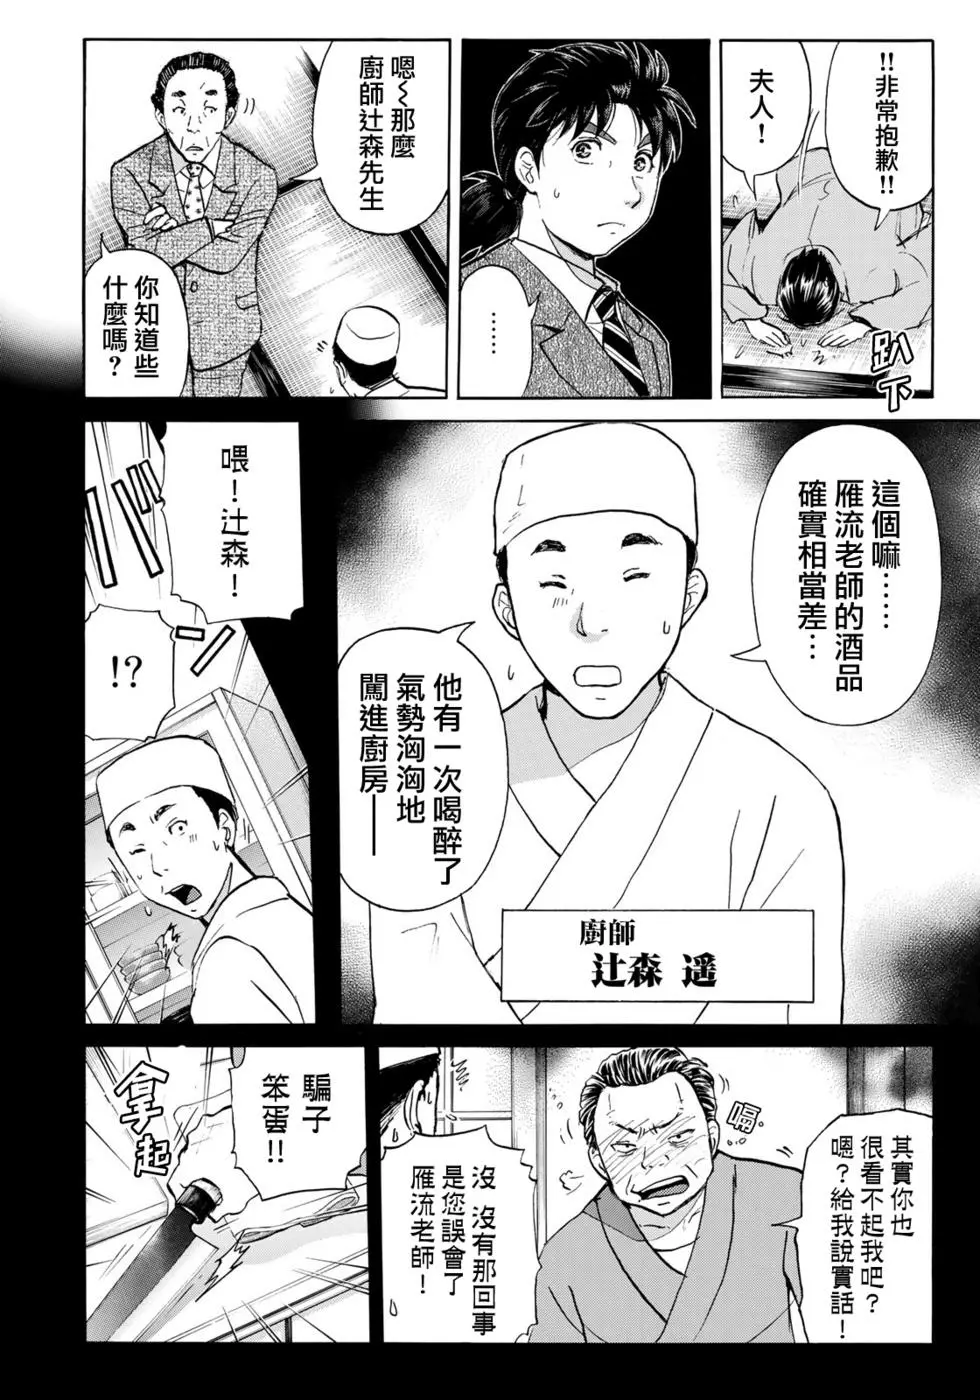 !!非常抱歉!!
夫人！
趴下
……
嗯～那麼
廚師辻森先生
你知道些
什麼嗎？
這個嘛……
雁流老師的酒品
確實相當差…
他有一次喝醉了
氣勢洶洶地
闖進廚房——
廚師
辻森 遥
喂！辻森！
!?
其實你也
很看不起我吧？
嗯？給我說實話！
嗝
沒 沒有那回事
是您誤會了
雁流老師！
騙子
笨蛋!!
拿起